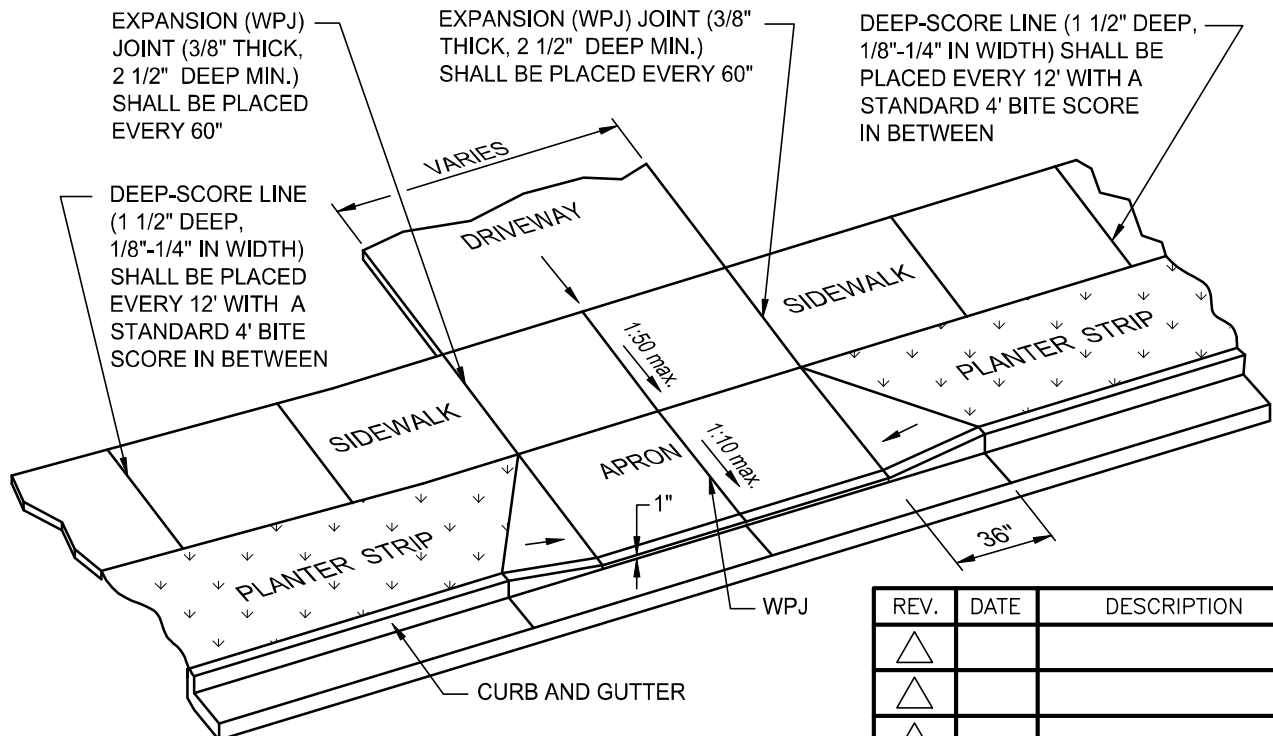 EXPANSION (WPJ)
JOINT (3/8" THICK,
2 1/2" DEEP MIN.)
SHALL BE PLACED
EVERY 60"
EXPANSION (WPJ) JOINT (3/8"
THICK, 2 1/2" DEEP MIN.)
SHALL BE PLACED EVERY 60"
DEEP-SCORE LINE (1 1/2" DEEP,
1/8"-1/4" IN WIDTH) SHALL BE
PLACED EVERY 12' WITH A
STANDARD 4' BITE SCORE
IN BETWEEN
DEEP-SCORE LINE
(1 1/2" DEEP,
1/8"-1/4" IN WIDTH)
SHALL BE PLACED
EVERY 12' WITH A
STANDARD 4' BITE
SCORE IN BETWEEN
VARIES
DRIVEWAY
SIDEWALK
PLANTER STRIP
1:50 max.
SIDEWALK
APRON
1:10 max.
1"
36"
PLANTER STRIP
WPJ
CURB AND GUTTER
REV. DATE DESCRIPTION